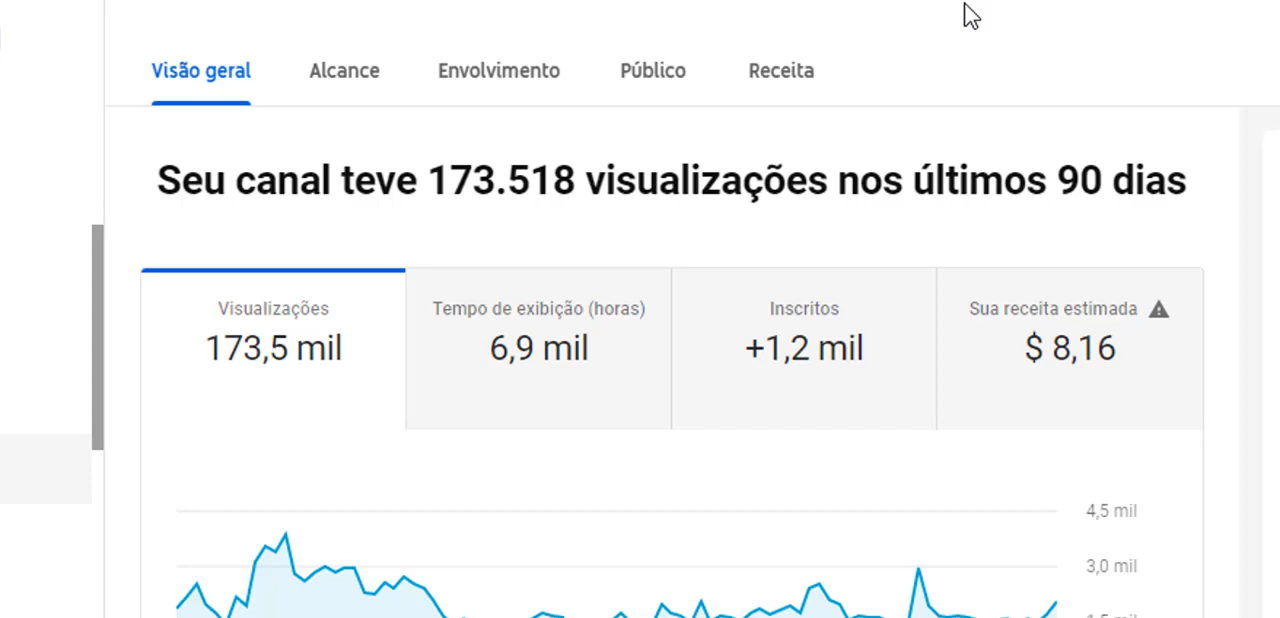 Visão geral Alcance Envolvimento Público Receita
Seu canal teve 173.518 visualizações nos últimos 90 dias
Visualizações Tempo de exibição (horas) Inscritos Sua receita estimada
173,5 mil 6,9 mil +1,2 mil $ 8,16
4,5 mil
3,0 mil